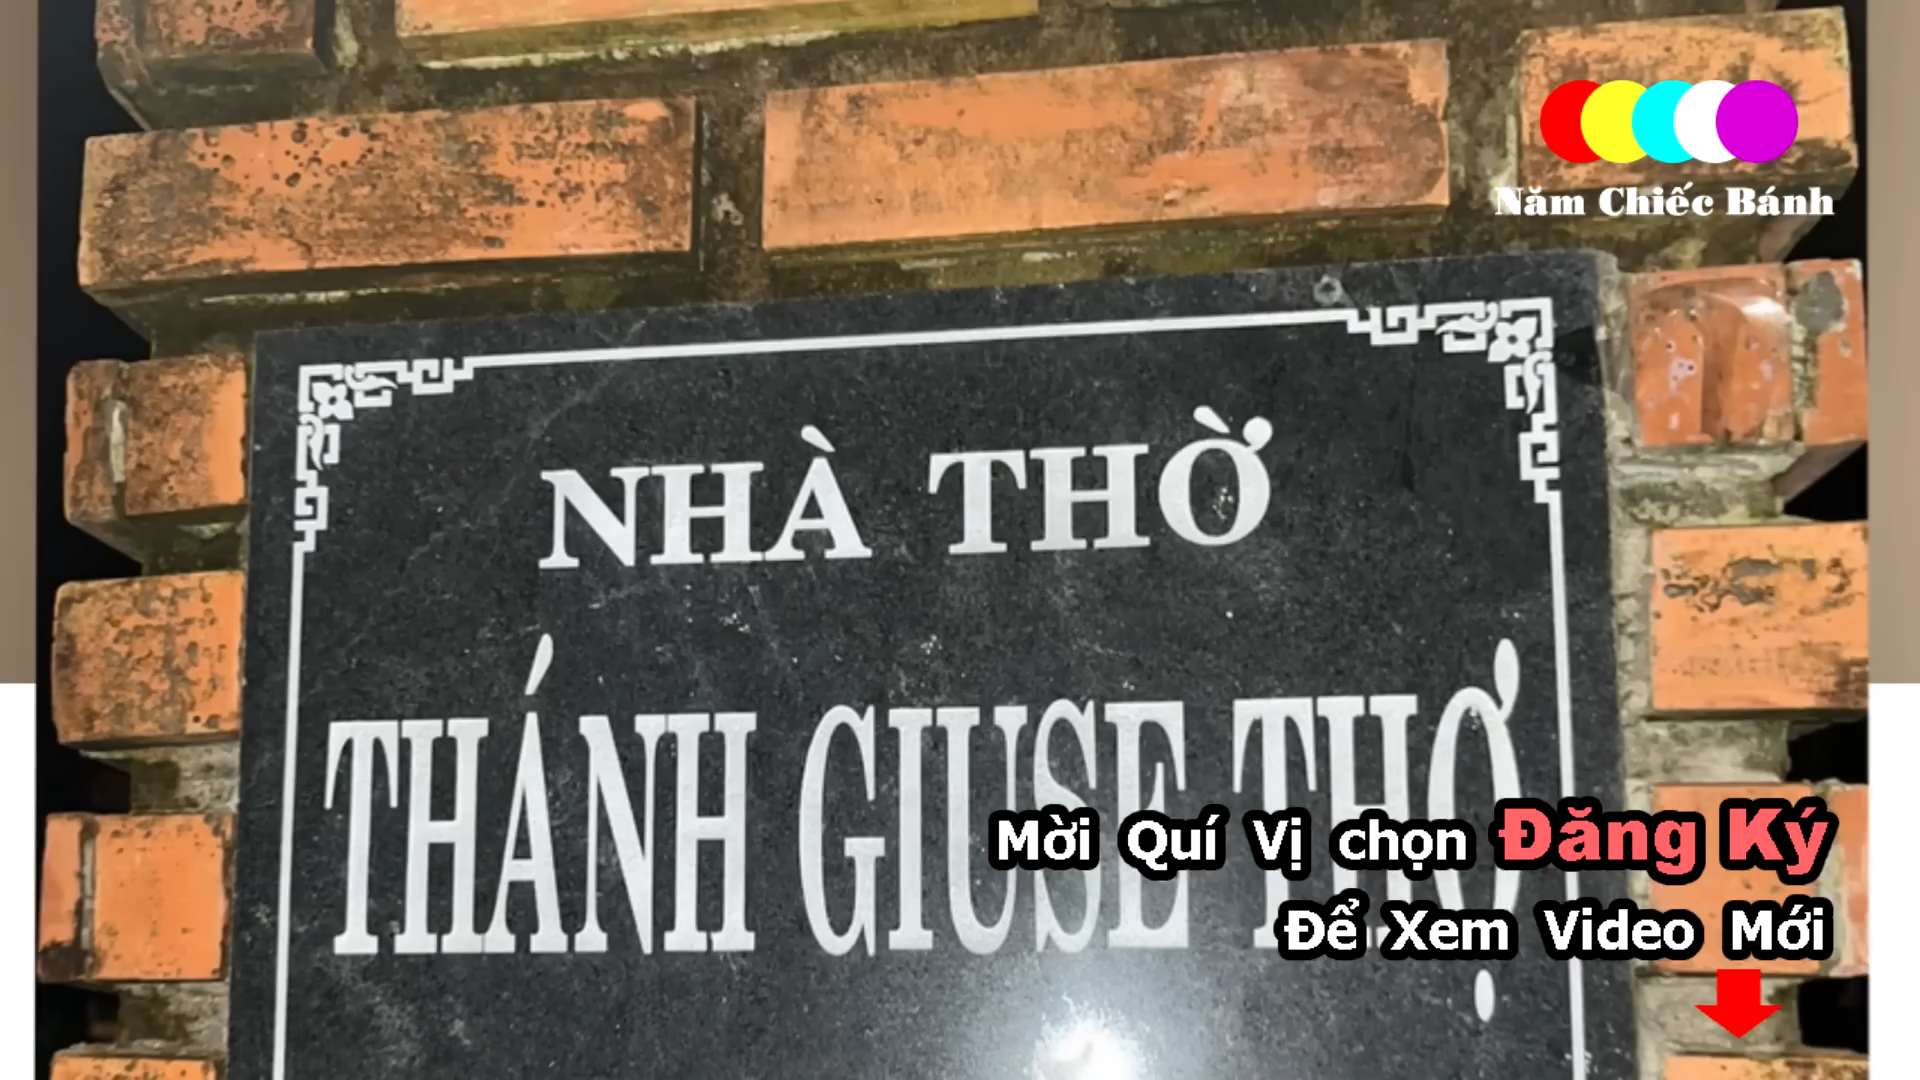 Năm Chiếc Bánh
NHÀ THỜ
THÁNH GIUSE THỢ
Mời Quí Vị chọn Đăng Ký
Để Xem Video Mới